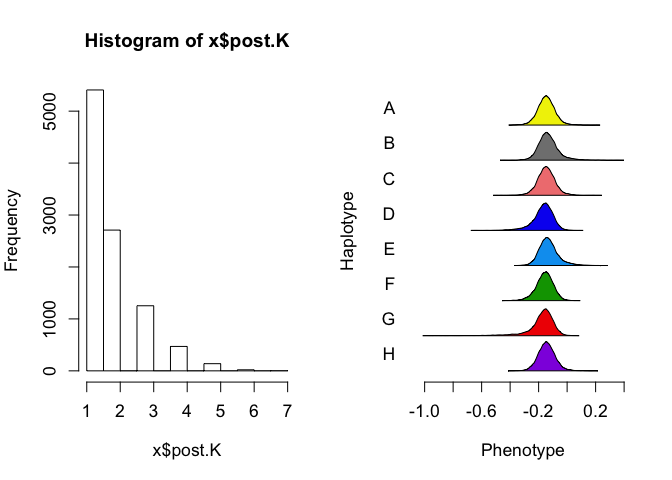 Histogram of x$post.K
Frequency
0
1000
3000
5000
1 2 3 4 5 6 7
x$post.K
Haplotype
A
B
C
D
E
F
G
H
-1.0 -0.6 -0.2 0.2
Phenotype